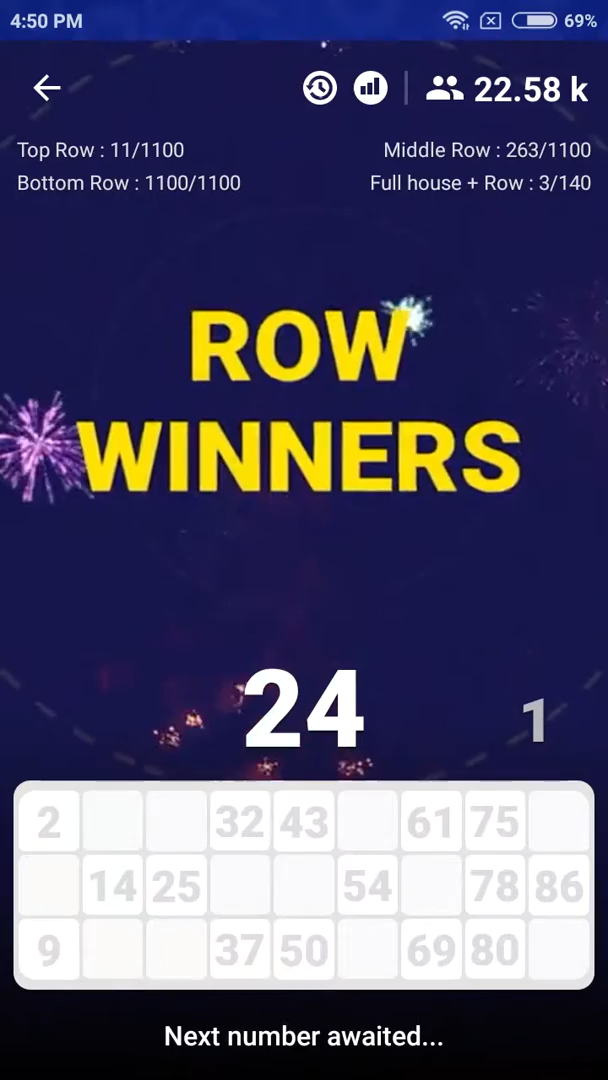 4:50 PM 69%
22.58 k
Top Row : 11/1100 Middle Row : 263/1100
Bottom Row : 1100/1100 Full house + Row : 3/140
ROW
WINNERS
24 1
2 32 43 61 75
14 25 54 78 86
9 37 50 69 80
Next number awaited...